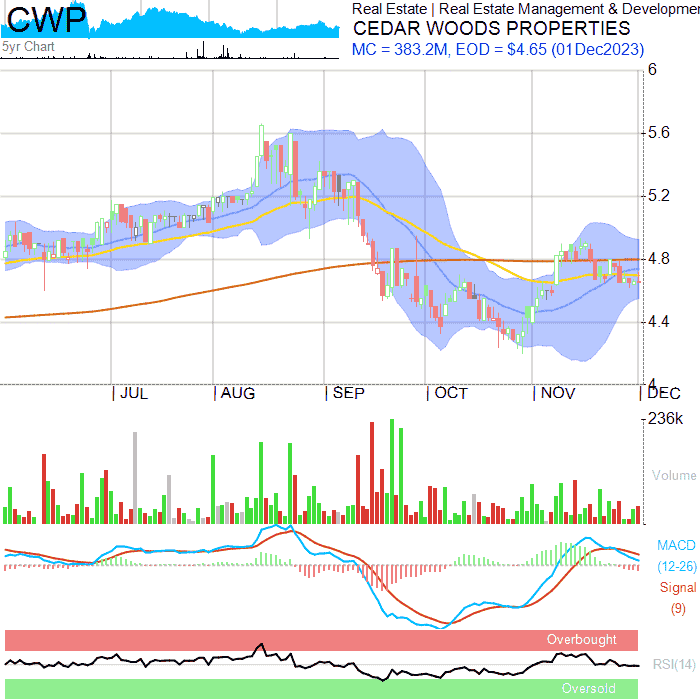 CWP
5yr Chart
Real Estate | Real Estate Management & Developmen
CEDAR WOODS PROPERTIES
MC = 383.2M, EOD = $4.65 (01Dec2023)
6
5.6
5.2
4.8
4.4
4
JUL
AUG
SEP
OCT
NOV
DEC
236k
Volume
MACD
(12-26)
Signal
(9)
Overbought
RSI(14)
Oversold